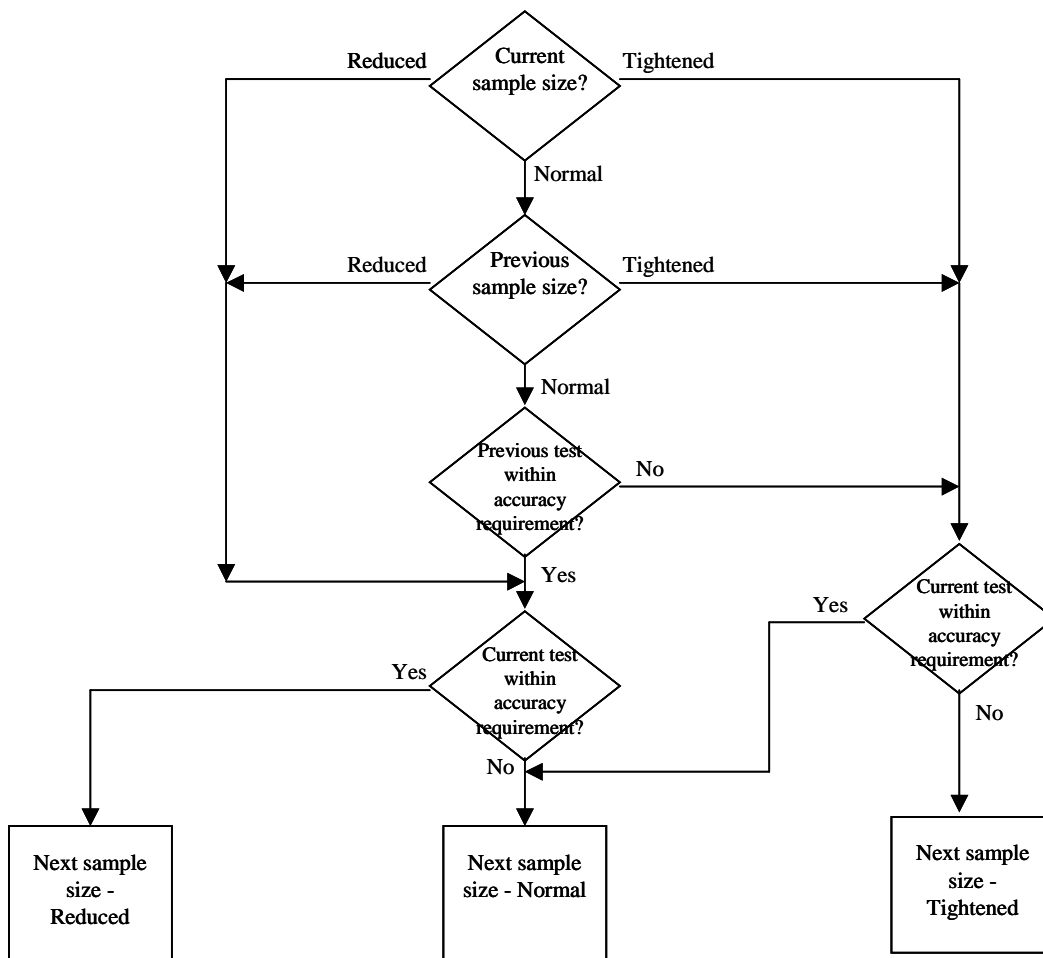 Reduced
Current
sample size?
Tightened
Normal
Reduced
Previous
sample size?
Tightened
Normal
Previous test
within
accuracy
requirement?
No
Yes
Current test
within
accuracy
requirement?
Yes
Yes
Current test
within
accuracy
requirement?
No
No
Next sample
size -
Reduced
Next sample
size - Normal
Next sample
size -
Tightened